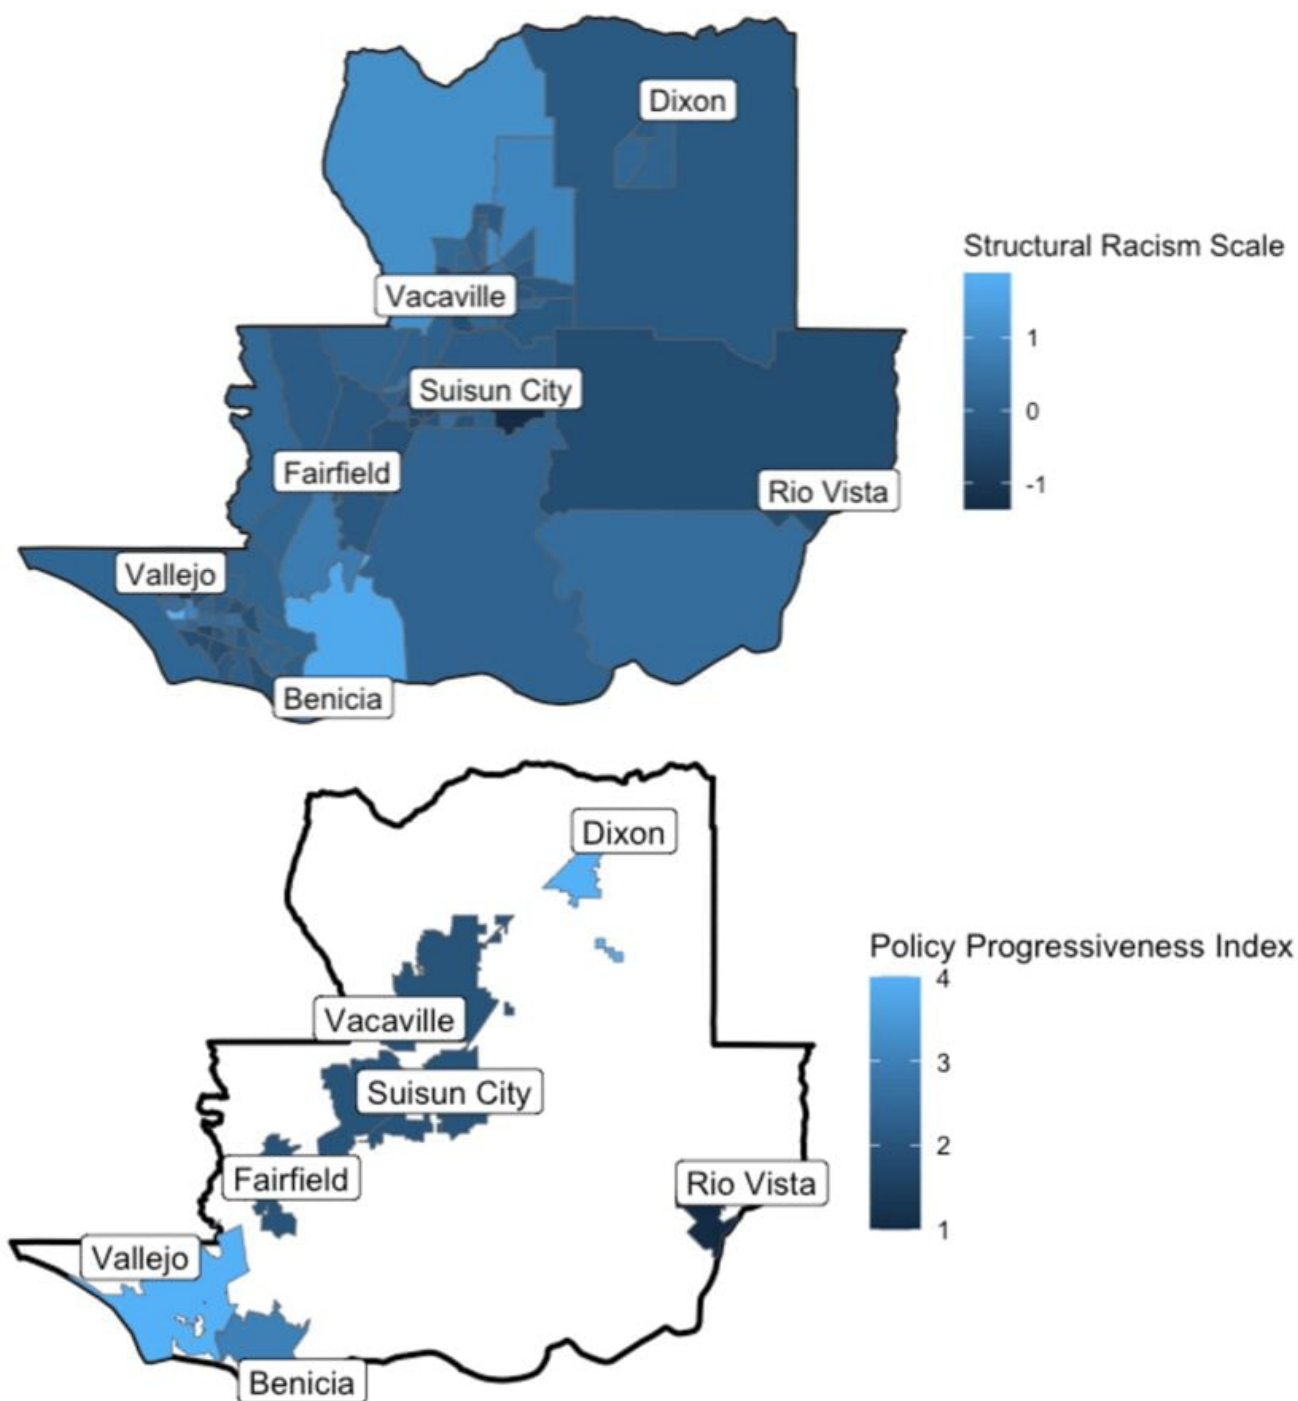 Dixon
Structural Racism Scale
Vacaville
1
Suisun City
0
Fairfield
-1
Rio Vista
Vallejo
Benicia
Dixon
Policy Progressiveness Index
4
Vacaville
3
Suisun City
2
Fairfield
Rio Vista
1
Vallejo
Benicia